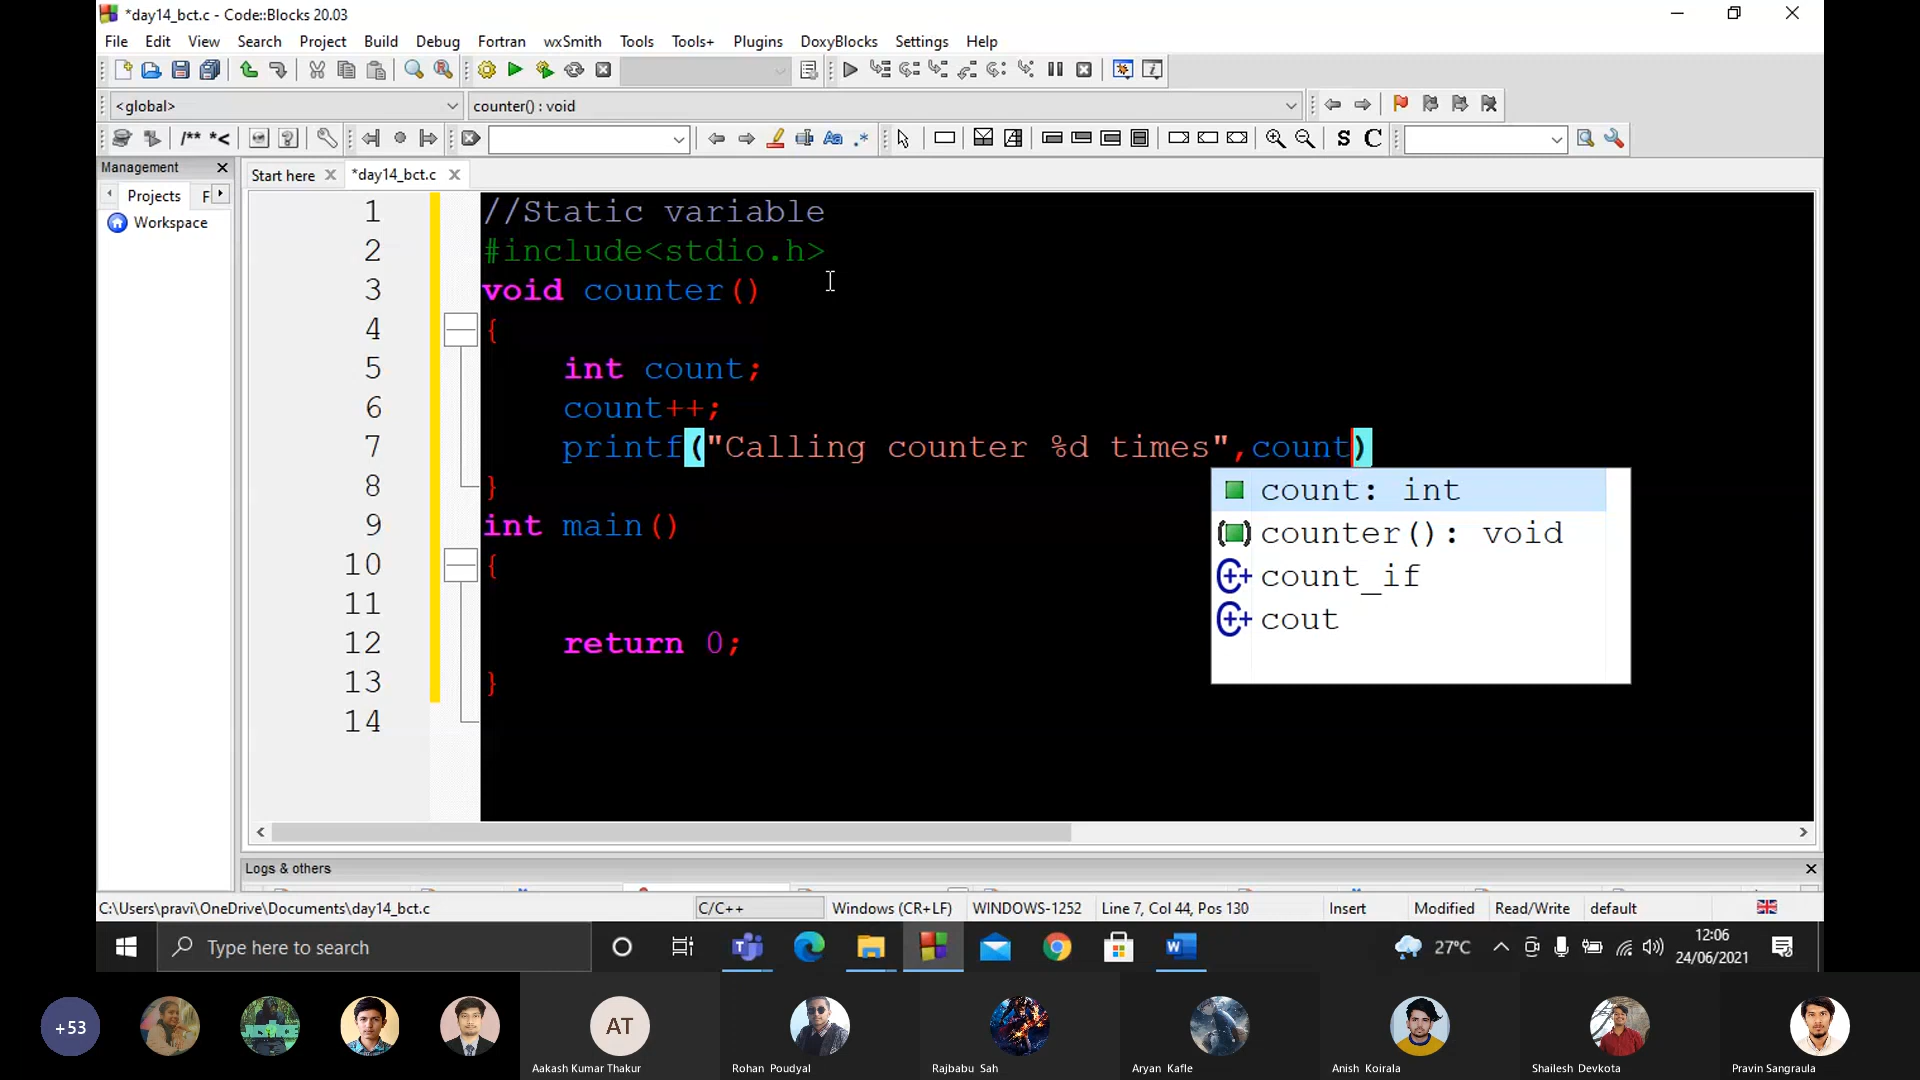 *day14_bct.c - Code::Blocks 20.03
File Edit View Search Project Build Debug Fortran wxSmith Tools Tools+ Plugins DoxyBlocks Settings Help
<global> counter() : void
/** *< Aa .* S C
Management
Start here *day14_bct.c
Projects F
Workspace
1 //Static variable
2 #include<stdio.h>
3 void counter()
4 {
5 int count;
6 count++;
7 printf("Calling counter %d times",count)
8 }
9 int main()
10 {
11
12 return 0;
13 }
14
count: int
counter(): void
count_if
cout
Logs & others
C:\Users\pravi\OneDrive\Documents\day14_bct.c C/C++ Windows (CR+LF) WINDOWS-1252 Line 7, Col 44, Pos 130 Insert Modified Read/Write default
Type here to search
27°C
12:06
24/06/2021
+53
AT
Aakash Kumar Thakur
Rohan Poudyal
Rajbabu Sah
Aryan Kafle
Anish Koirala
Shailesh Devkota
Pravin Sangraula